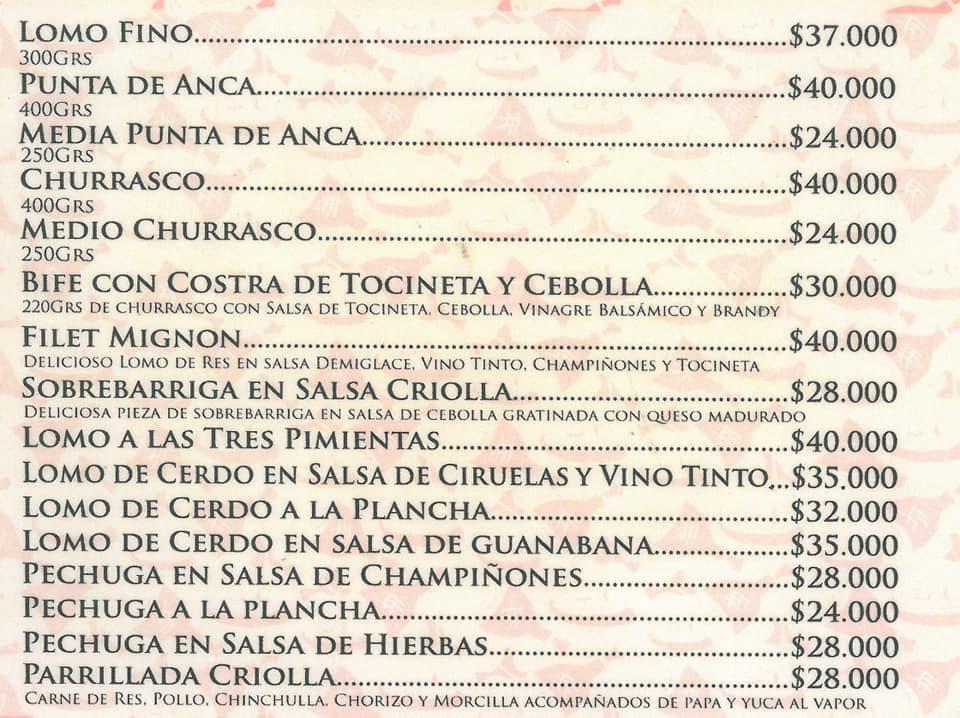 Lomo Fino.....$37.000
300Grs
Punta de Anca.....$40.000
400Grs
Media Punta de Anca.....$24.000
250Grs
Churrasco.....$40.000
400Grs
Medio Churrasco.....$24.000
250Grs
Bife con Costra de Tocineta y Cebolla.....$30.000
220Grs de churrasco con Salsa de Tocineta, Cebolla, Vinagre Balsámico y Brandy
Filet Mignon.....$40.000
Delicioso Lomo de Res en salsa Demiglace, Vino Tinto, Champiñones y Tocineta
Sobrebarriga en Salsa Criolla.....$28.000
Deliciosa pieza de sobrebarriga en salsa de cebolla gratinada con queso madurado
Lomo a las Tres Pimientas.....$40.000
Lomo de Cerdo en Salsa de Ciruelas y Vino Tinto...$35.000
Lomo de Cerdo a la Plancha.....$32.000
Lomo de Cerdo en salsa de guanabana.....$35.000
Pechuga en Salsa de Champiñones.....$28.000
Pechuga a la plancha.....$24.000
Pechuga en Salsa de Hierbas.....$28.000
Parrillada Criolla.....$28.000
Carne de Res, Pollo, Chinchulla, Chorizo y Morcilla acompañados de papa y yuca al vapor